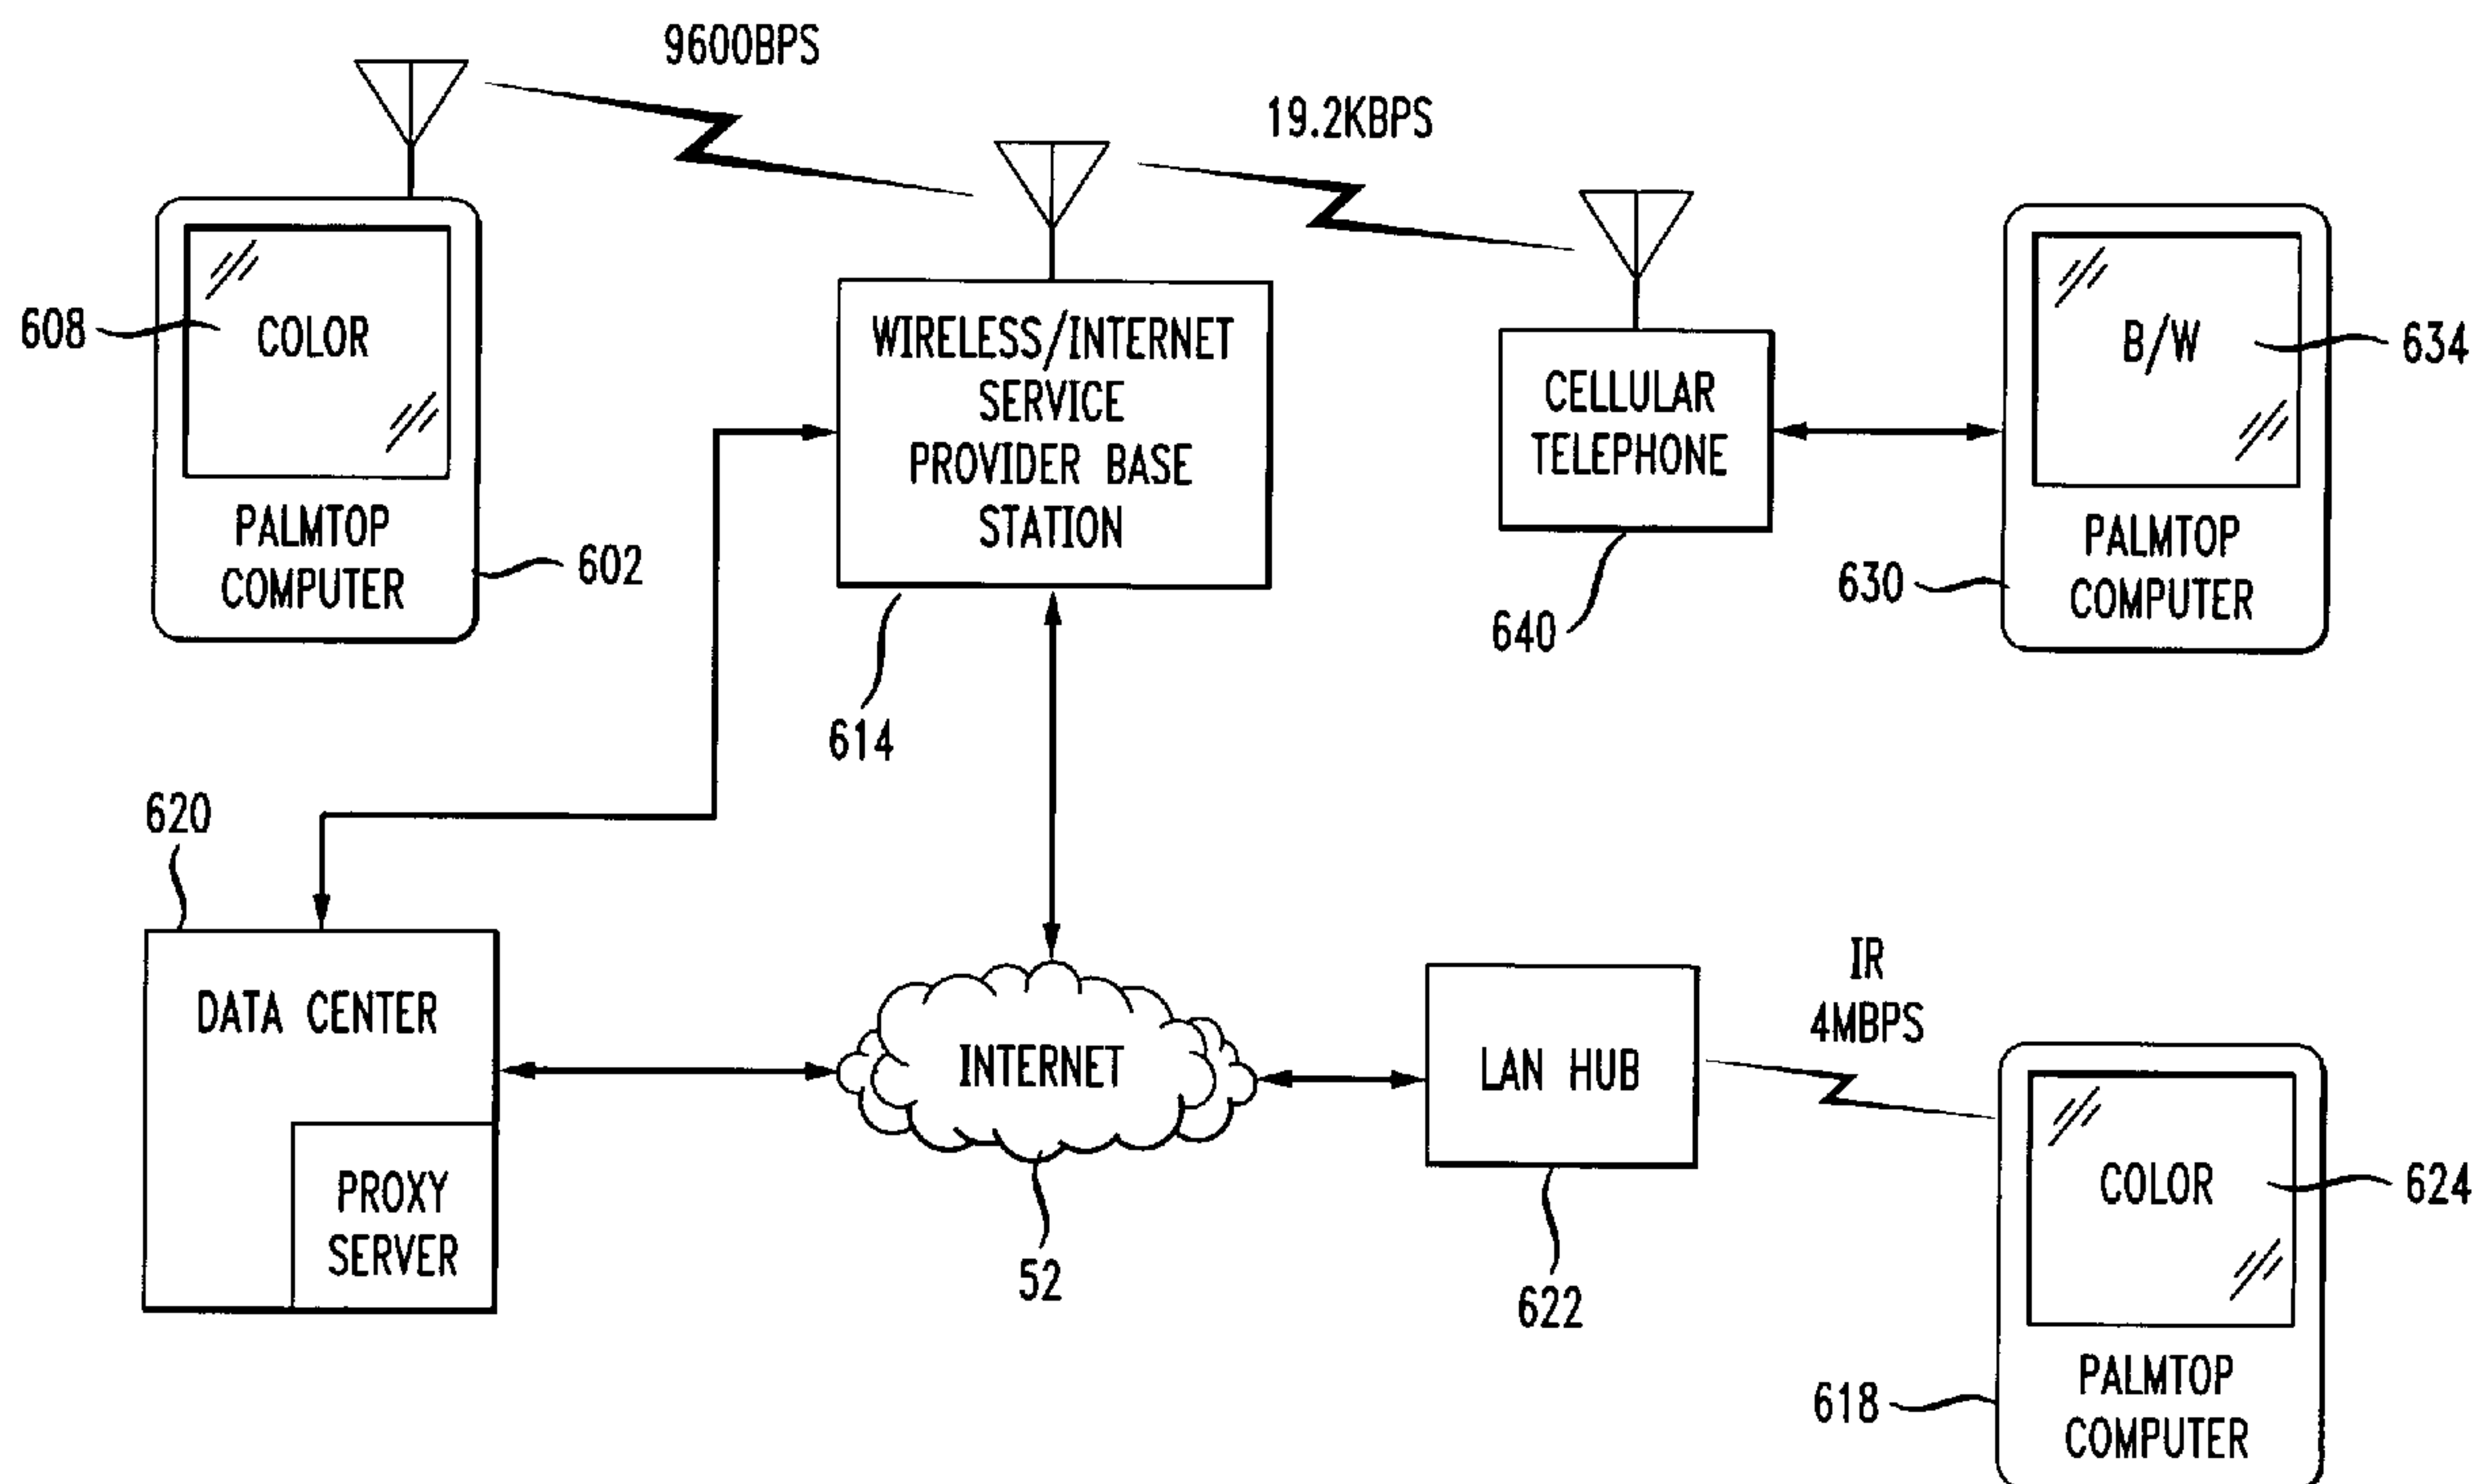 9600BPS
19.2KBPS
608
COLOR
PALMTOP
COMPUTER
602
WIRELESS/INTERNET
SERVICE
PROVIDER BASE
STATION
614
CELLULAR
TELEPHONE
640
B/W
634
PALMTOP
COMPUTER
630
620
DATA CENTER
PROXY
SERVER
INTERNET
52
LAN HUB
622
IR
4MBPS
COLOR
624
PALMTOP
COMPUTER
618